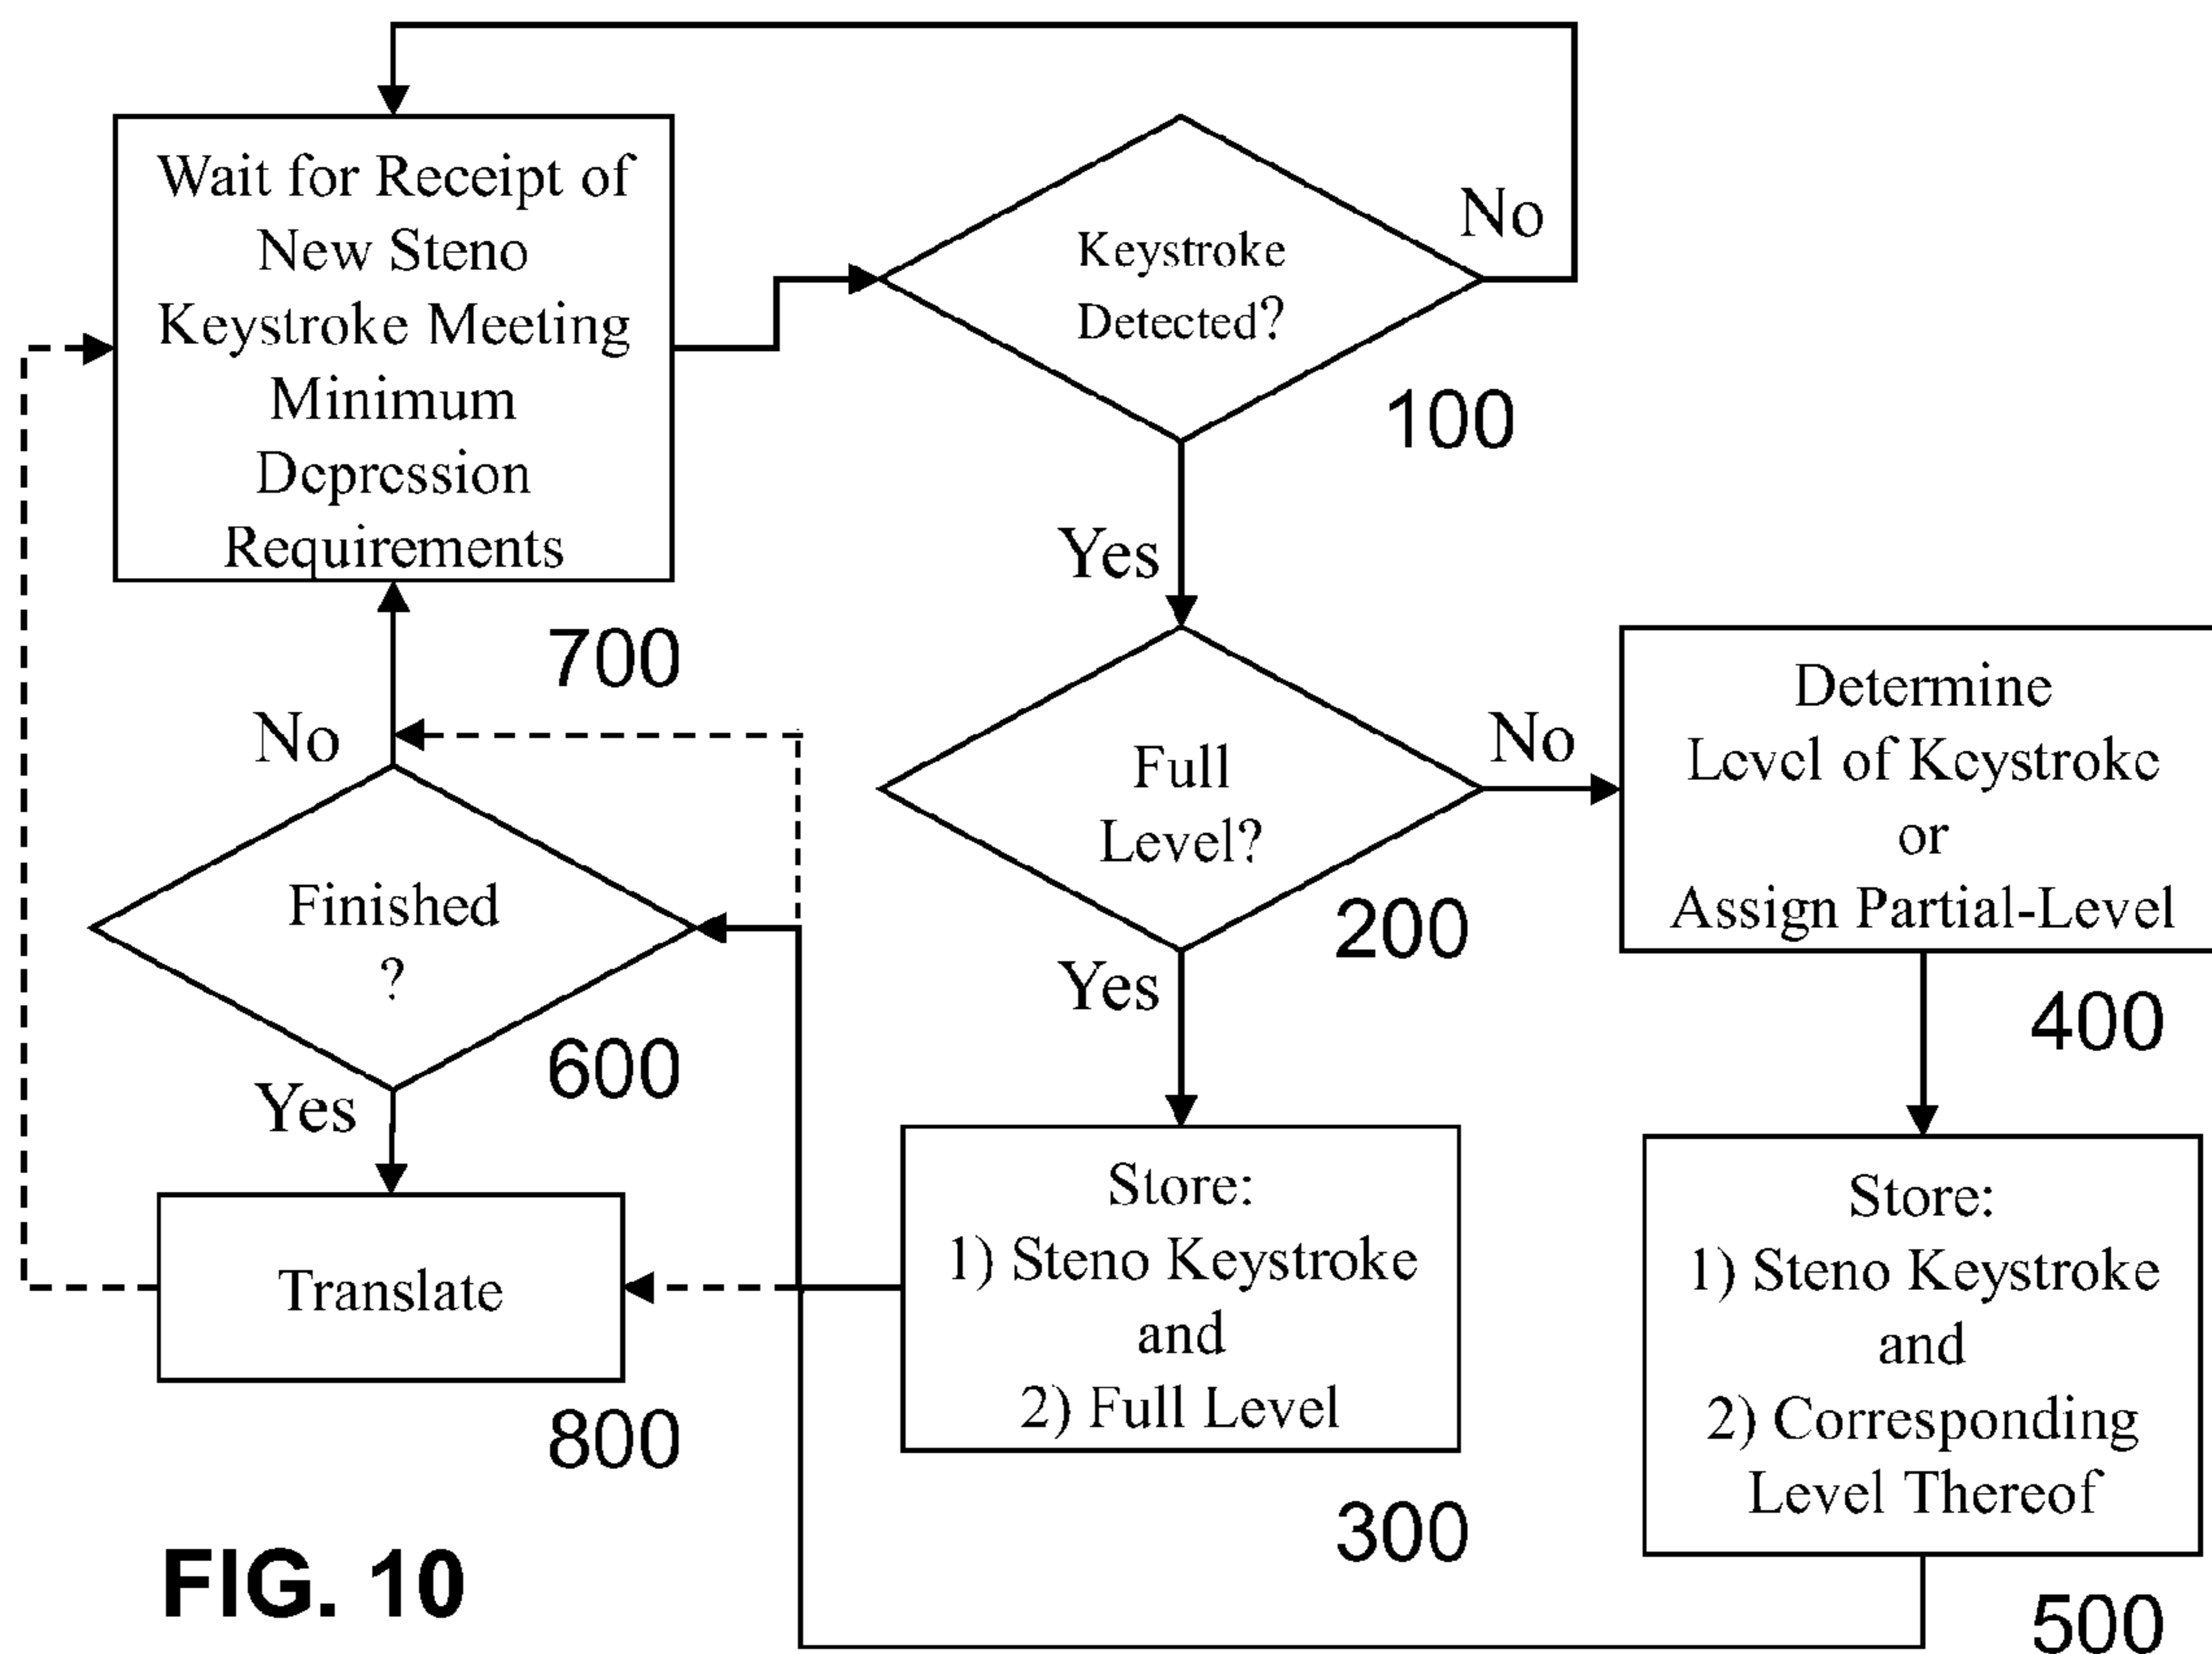 Wait for Receipt of
New Steno
Keystroke Meeting
Minimum
Depression
Requirements
700
Keystroke
Detected?
No
100
Yes
Full
Level?
No
200
Yes
Determine
Level of Keystroke
or
Assign Partial-Level
400
No
Finished
?
600
Yes
Translate
800
Store:
1) Steno Keystroke
and
2) Full Level
300
Store:
1) Steno Keystroke
and
2) Corresponding
Level Thereof
500
FIG. 10